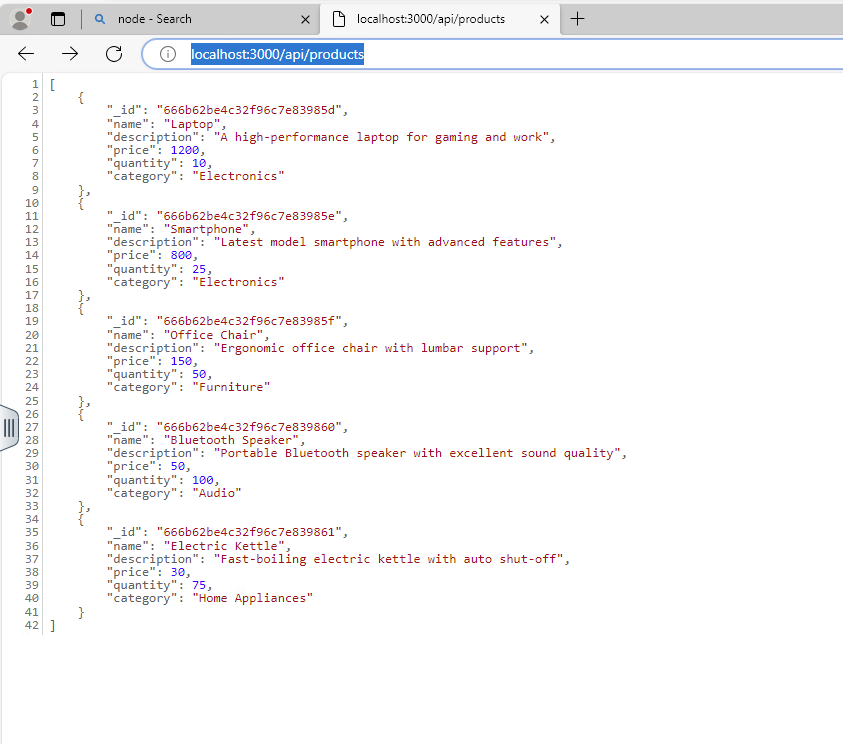 node - Search
localhost:3000/api/products
localhost:3000/api/products
1 [
2     {
3         "_id": "666b62be4c32f96c7e83985d",
4         "name": "Laptop",
5         "description": "A high-performance laptop for gaming and work",
6         "price": 1200,
7         "quantity": 10,
8         "category": "Electronics"
9     },
10     {
11         "_id": "666b62be4c32f96c7e83985e",
12         "name": "Smartphone",
13         "description": "Latest model smartphone with advanced features",
14         "price": 800,
15         "quantity": 25,
16         "category": "Electronics"
17     },
18     {
19         "_id": "666b62be4c32f96c7e83985f",
20         "name": "Office Chair",
21         "description": "Ergonomic office chair with lumbar support",
22         "price": 150,
23         "quantity": 50,
24         "category": "Furniture"
25     },
26     {
27         "_id": "666b62be4c32f96c7e839860",
28         "name": "Bluetooth Speaker",
29         "description": "Portable Bluetooth speaker with excellent sound quality",
30         "price": 50,
31         "quantity": 100,
32         "category": "Audio"
33     },
34     {
35         "_id": "666b62be4c32f96c7e839861",
36         "name": "Electric Kettle",
37         "description": "Fast-boiling electric kettle with auto shut-off",
38         "price": 30,
39         "quantity": 75,
40         "category": "Home Appliances"
41     }
42 ]